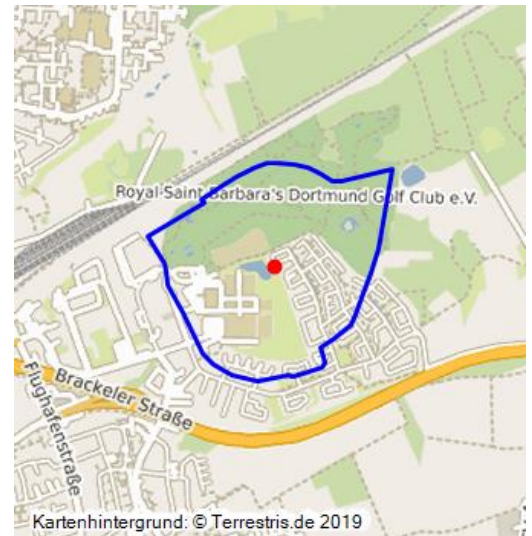 Royal Saint Barbara's Dortmund Golf Club e.V.
Brackeler Straße
Flughafenstraße
Kartenhintergrund: © Terrestris.de 2019